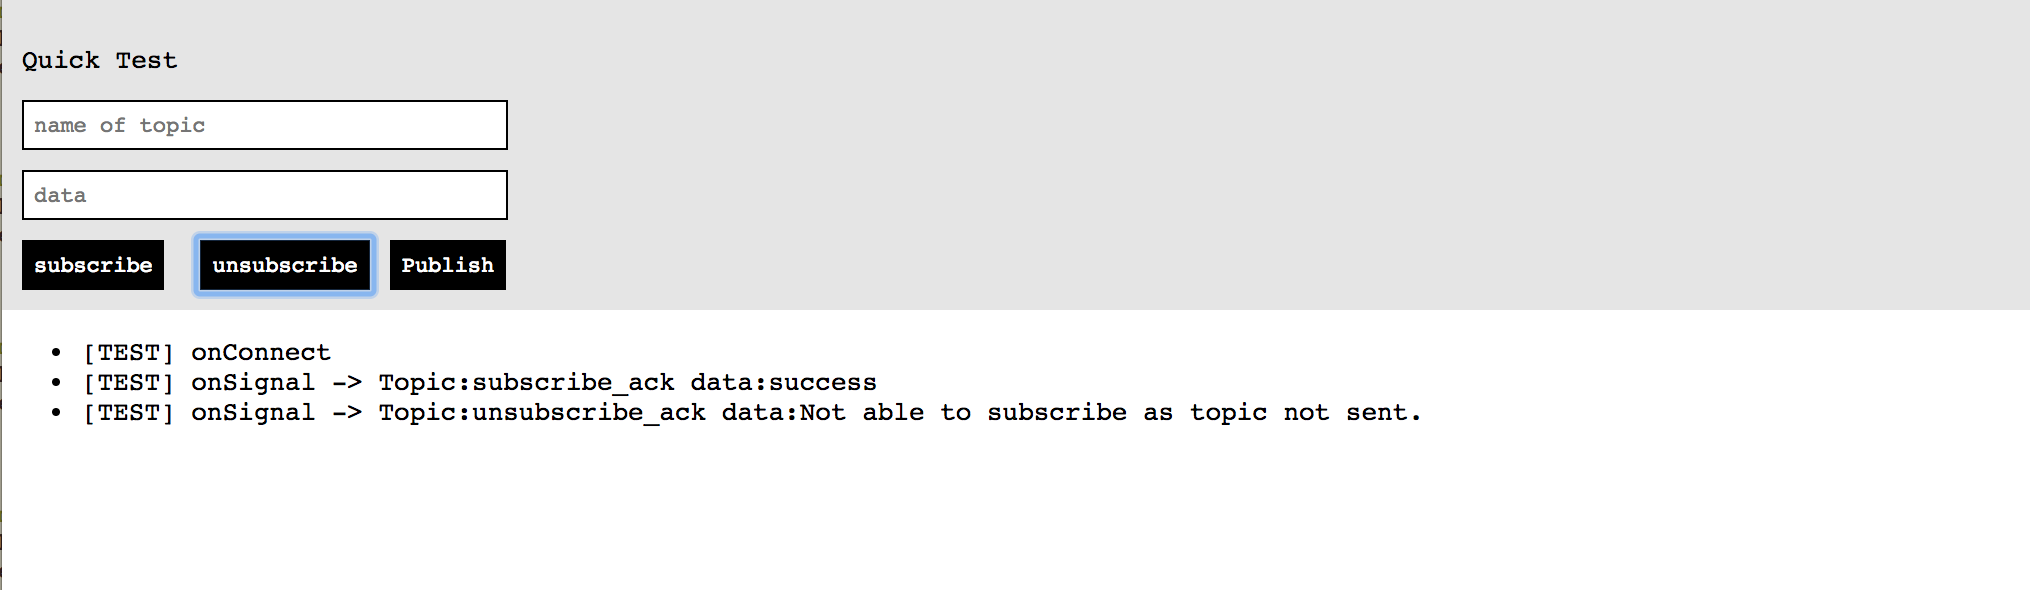 Quick Test
name of topic
data
subscribe unsubscribe Publish
[TEST] onConnect
[TEST] onSignal -> Topic:subscribe_ack data:success
[TEST] onSignal -> Topic:unsubscribe_ack data:Not able to subscribe as topic not sent.